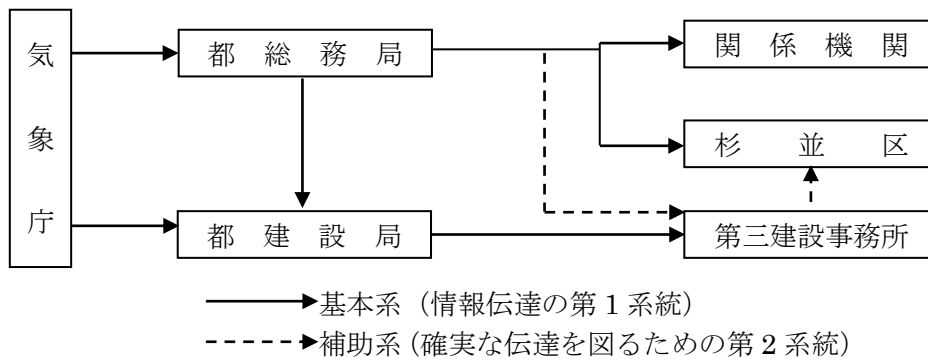 気象庁
都総務局
関係機関
杉並区
都建設局
第三建設事務所
基本系（情報伝達の第1系統）
補助系（確実な伝達を図るための第2系統）